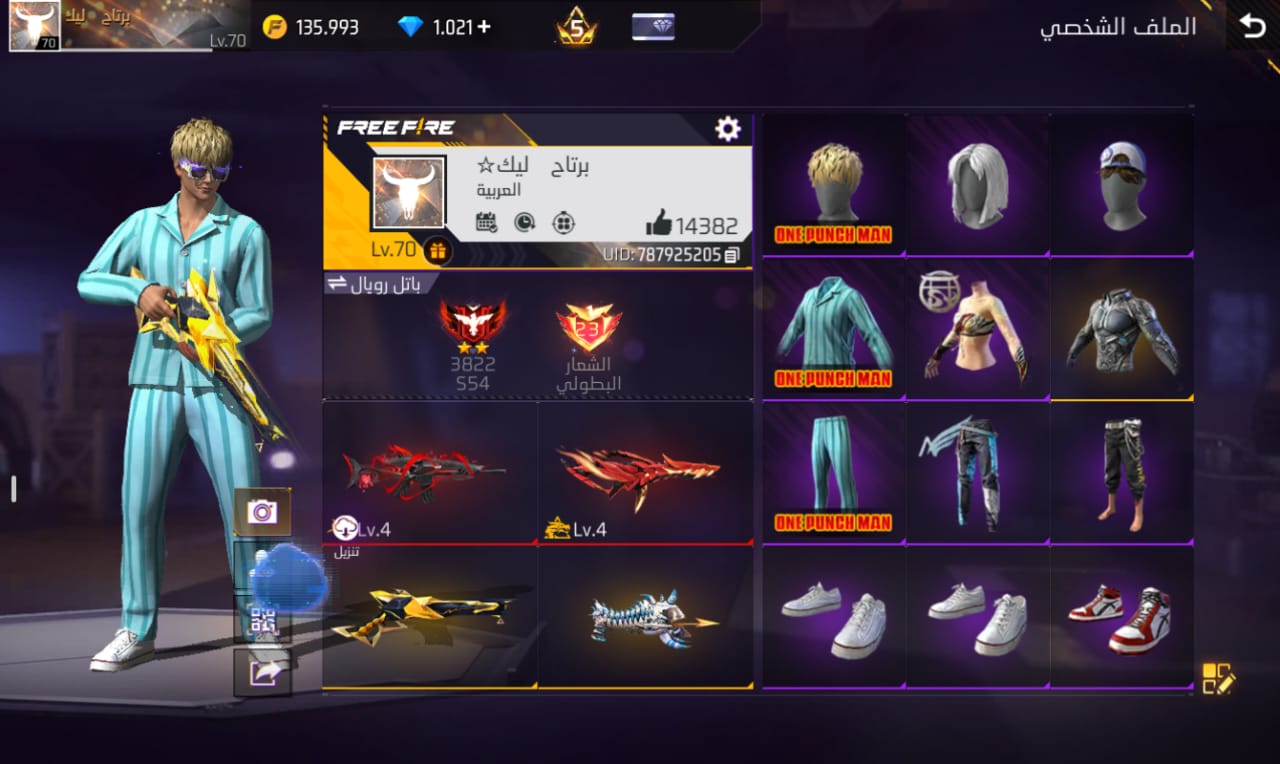 70
برتاح ليك
Lv.70
135.993
1.021+
5
الملف الشخصي
FREE FIRE
برتاح ليك☆
العربية
14382
Lv.70
UID:787925205
باتل رويال
3822
S54
23
الشعار
البطولي
Lv.4
تنزيل
Lv.4
ONE PUNCH MAN
ONE PUNCH MAN
ONE PUNCH MAN